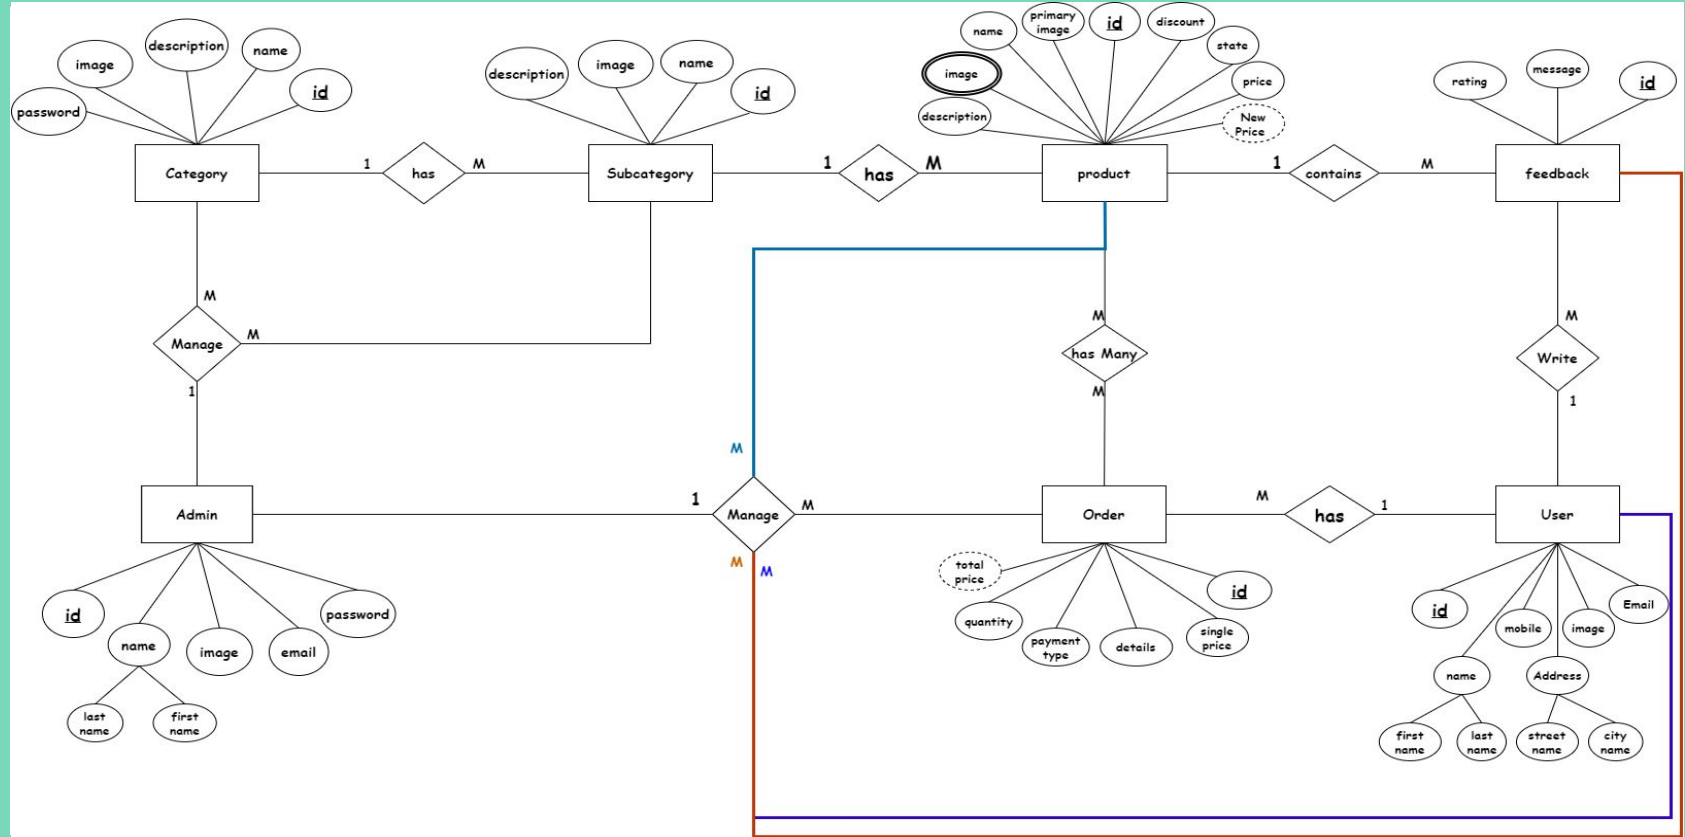 password
image
description
name
id
description
image
name
id
description
image
name
primary
image
id
discount
state
price
New
Price
rating
message
id
Category
1
has
M
Subcategory
1
has
M
product
1
contains
M
feedback
M
Manage
M
1
M
has Many
M
M
Write
1
M
Admin
1
Manage
M
M
M
Order
M
has
1
User
id
name
image
email
password
last
name
first
name
total
price
quantity
payment
type
details
single
price
id
id
name
mobile
Address
image
Email
first
name
last
name
street
name
city
name